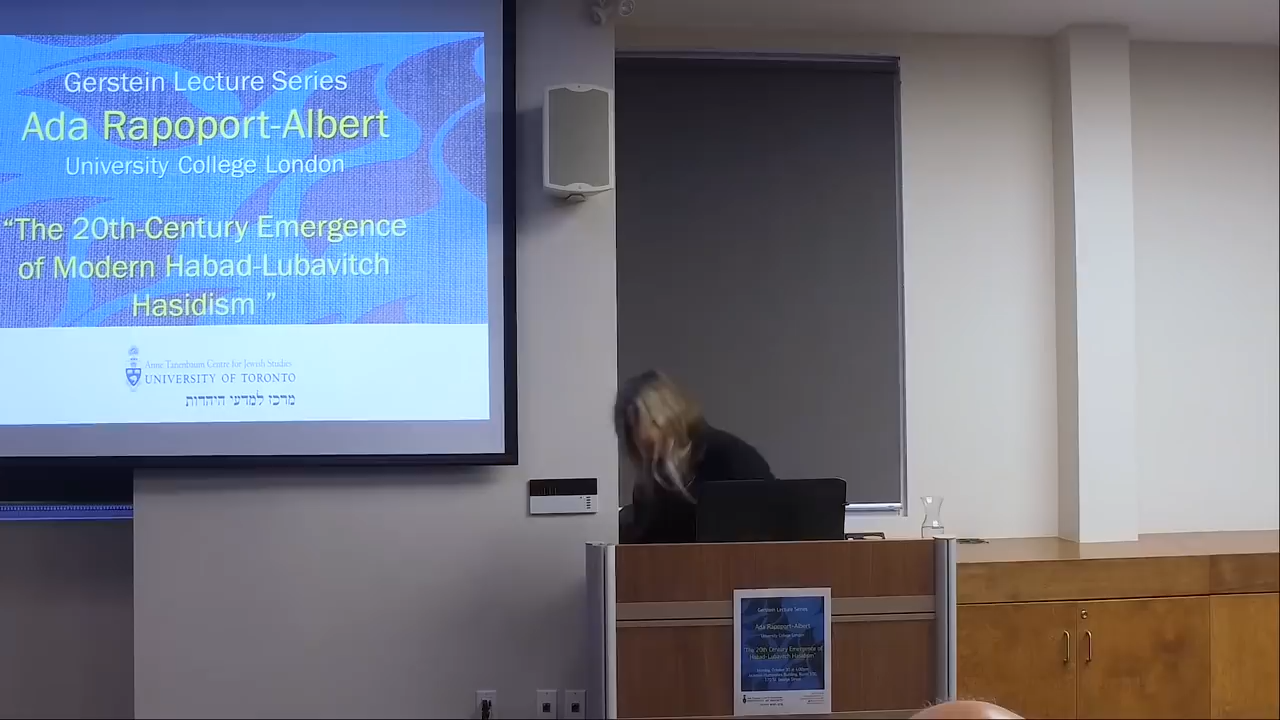 Gerstein Lecture Series
Ada Rapoport-Albert
University College London
“The 20th-Century Emergence
of Modern Habad-Lubavitch
Hasidism ”
Anne Tanenbaum Centre for Jewish Studies
UNIVERSITY OF TORONTO
מרכז למדעי היהדות
Gerstein Lecture Series
Ada Rapoport-Albert
University College London
"The 20th Century Emergence of
Habad-Lubavitch Hasidism"